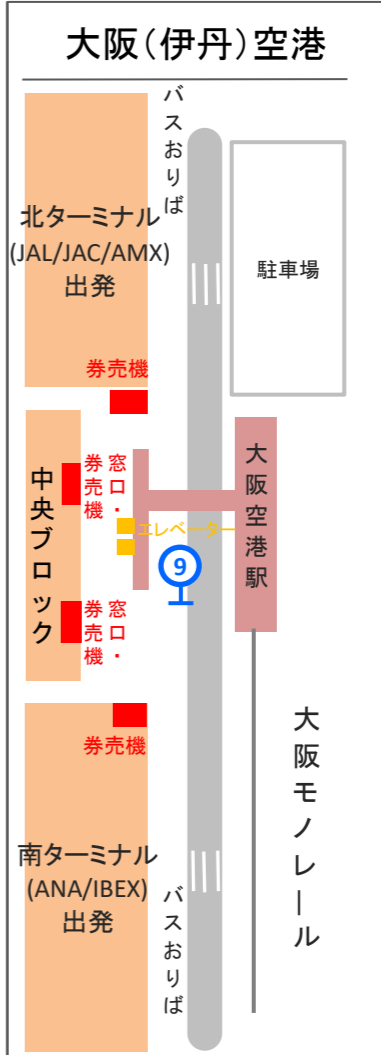 大阪(伊丹)空港
バスおりば
北ターミナル
(JAL/JAC/AMX)
出発
駐車場
券売機
中央ブロック
窓口・
券売機
大阪空港駅
エレベーター
9
窓口・
券売機
券売機
大阪モノレール
南ターミナル
(ANA/IBEX)
出発
バスおりば